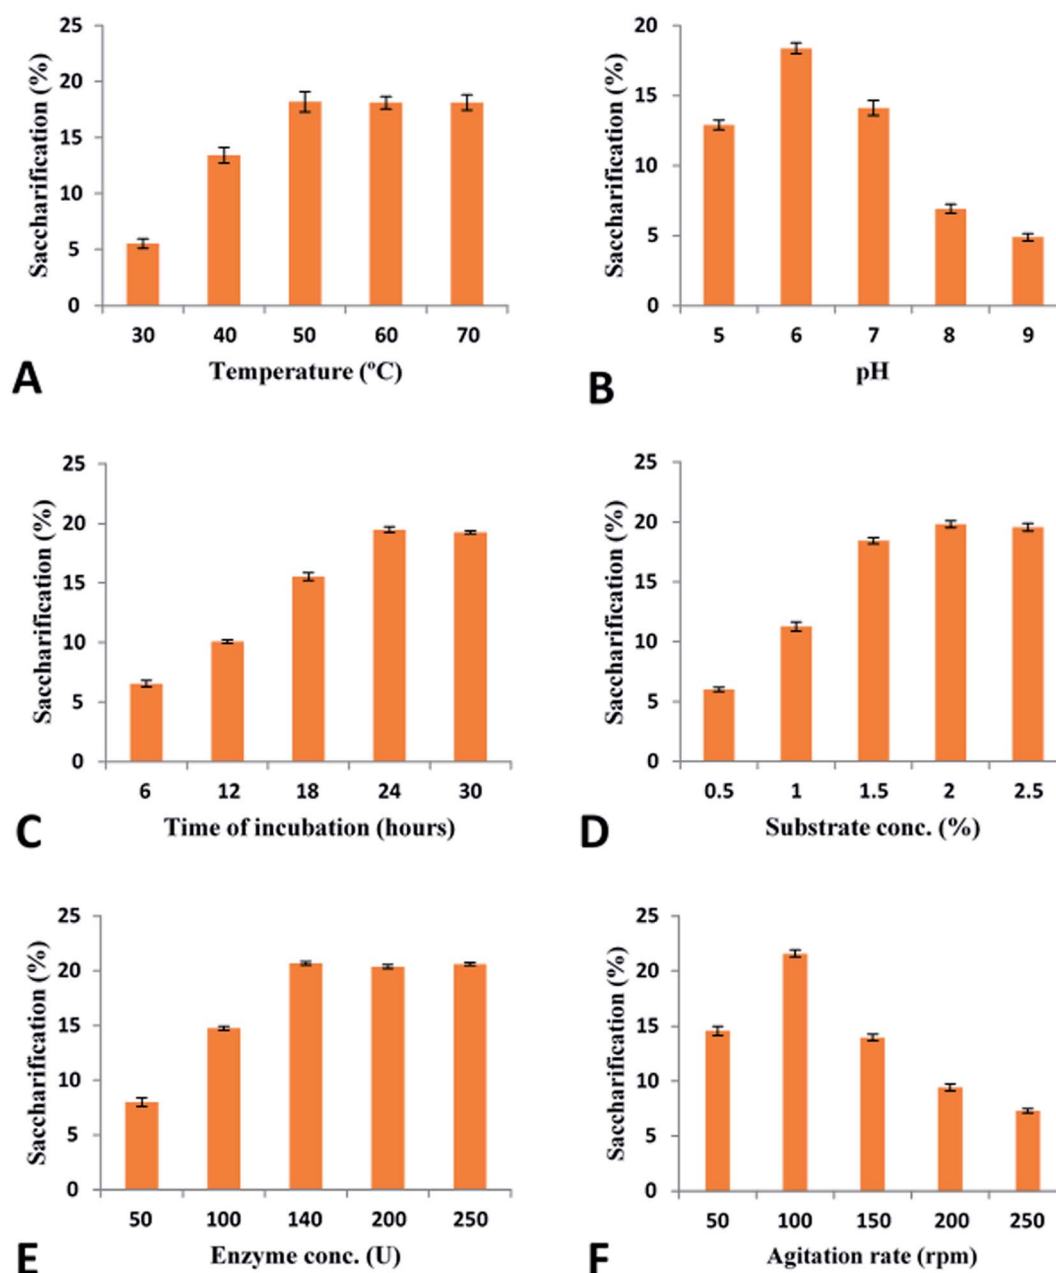 25
20
15
10
5
0
Saccharification (%)
30 40 50 60 70
Temperature (ºC)
A
20
15
10
5
0
Saccharification (%)
5 6 7 8 9
pH
B
25
20
15
10
5
0
Saccharification (%)
6 12 18 24 30
Time of incubation (hours)
C
25
20
15
10
5
0
Saccharification (%)
0.5 1 1.5 2 2.5
Substrate conc. (%)
D
25
20
15
10
5
0
Saccharification (%)
50 100 140 200 250
Enzyme conc. (U)
E
25
20
15
10
5
0
Saccharification (%)
50 100 150 200 250
Agitation rate (rpm)
F